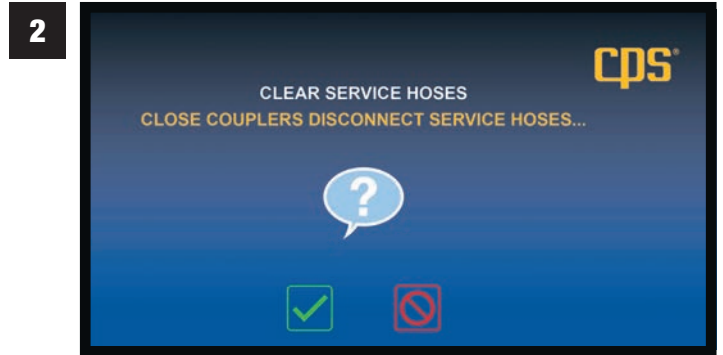 2
cps®
CLEAR SERVICE HOSES
CLOSE COUPLERS DISCONNECT SERVICE HOSES...
?